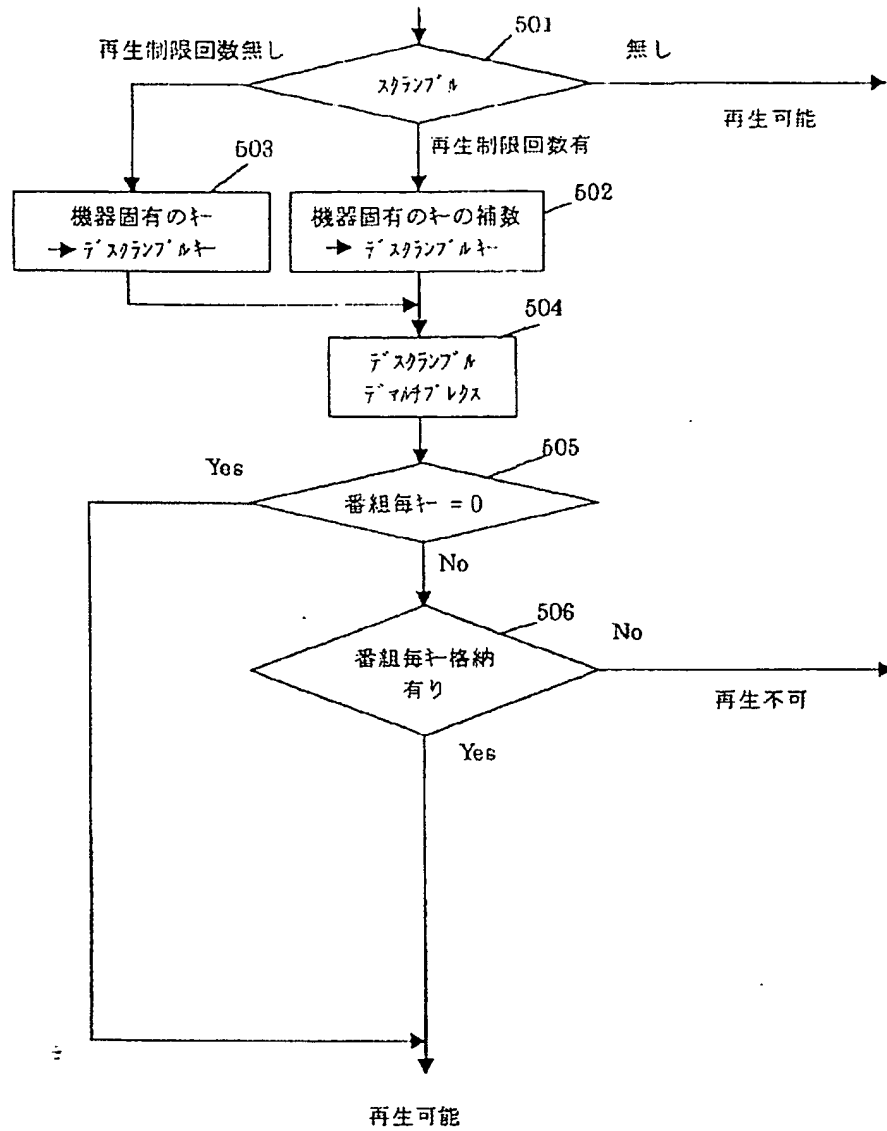 501
再生制限回数無し
無し
スクランブル
再生可能
再生制限回数有
503
502
機器固有のキー
→ デスクランブルキー
機器固有のキーの補数
→ デスクランブルキー
504
デスクランブル
デマルチプレクス
505
Yes
番組毎キー = 0
No
506
No
番組毎キー格納
有り
再生不可
Yes
再生可能